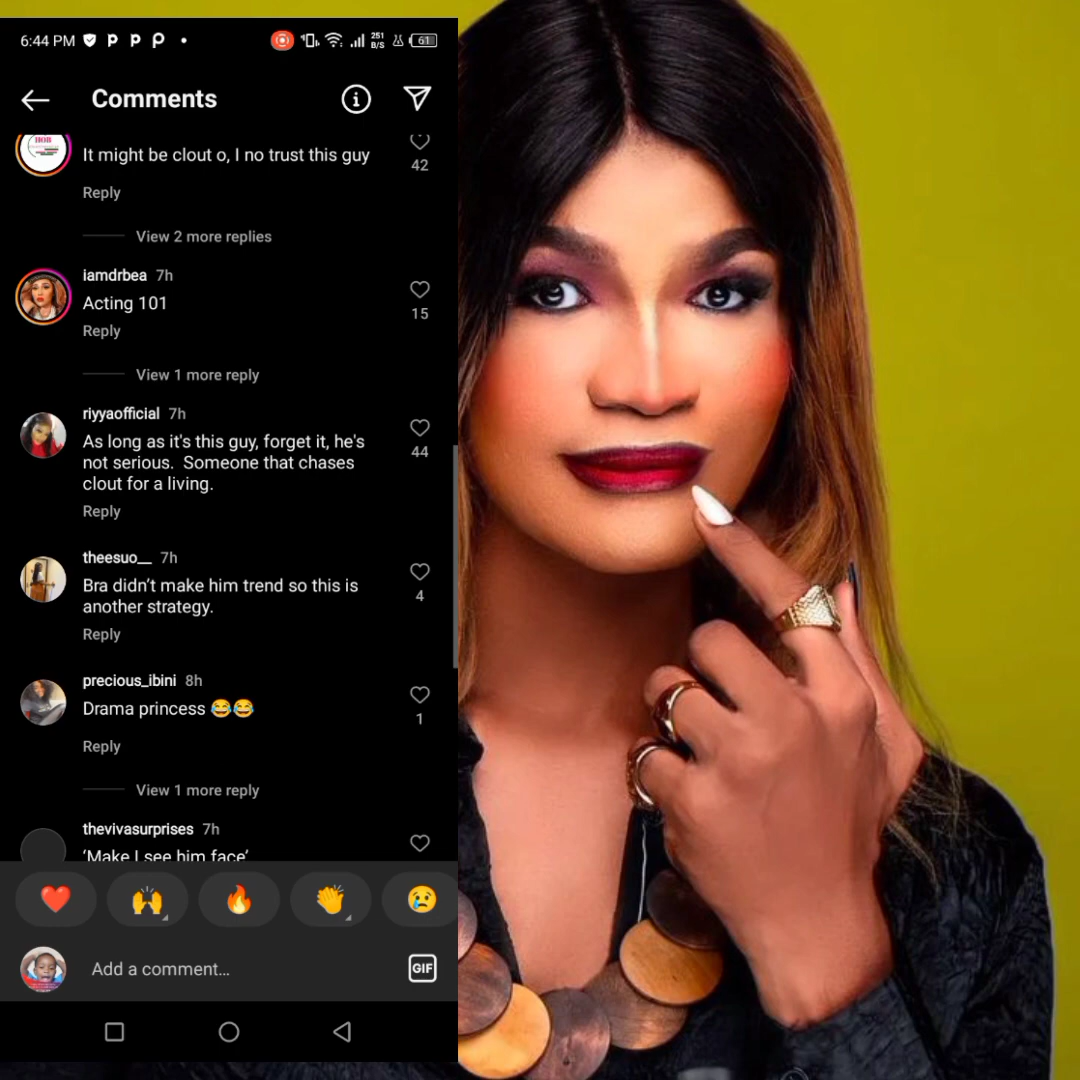 6:44 PM
251
B/S
61
Comments
HOB
It might be clout o, I no trust this guy
42
Reply
View 2 more replies
iamdrbea 7h
Acting 101
15
Reply
View 1 more reply
riyyaofficial 7h
As long as it's this guy, forget it, he's
not serious. Someone that chases
clout for a living.
44
Reply
theesuo__ 7h
Bra didn’t make him trend so this is
another strategy.
4
Reply
precious_ibini 8h
Drama princess 😂😂
1
Reply
View 1 more reply
thevivasurprises 7h
‘Make I see him face’
Add a comment...
GIF